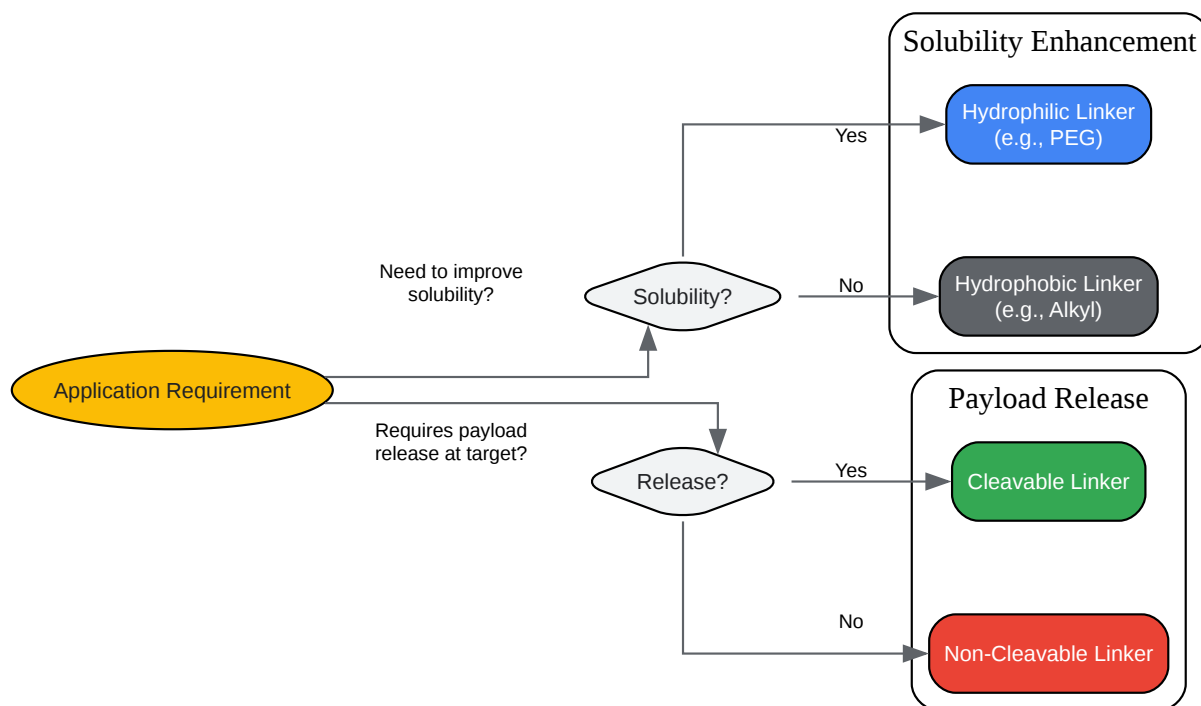 Solubility Enhancement
Hydrophilic Linker
(e.g., PEG)
Yes
Need to improve
solubility?
Solubility?
No
Hydrophobic Linker
(e.g., Alkyl)
Application Requirement
Payload Release
Requires payload
release at target?
Release?
Yes
Cleavable Linker
No
Non-Cleavable Linker